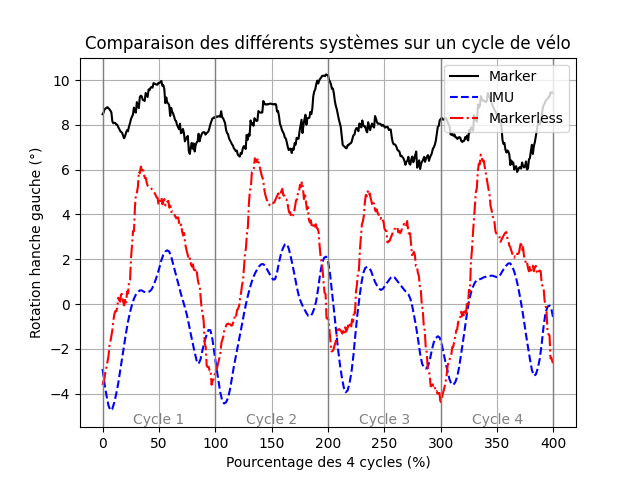 Comparaison des différents systèmes sur un cycle de vélo
Rotation hanche gauche (°)
10
8
6
4
2
0
−2
−4
Marker
IMU
Markerless
Cycle 1 Cycle 2 Cycle 3 Cycle 4
0 50 100 150 200 250 300 350 400
Pourcentage des 4 cycles (%)